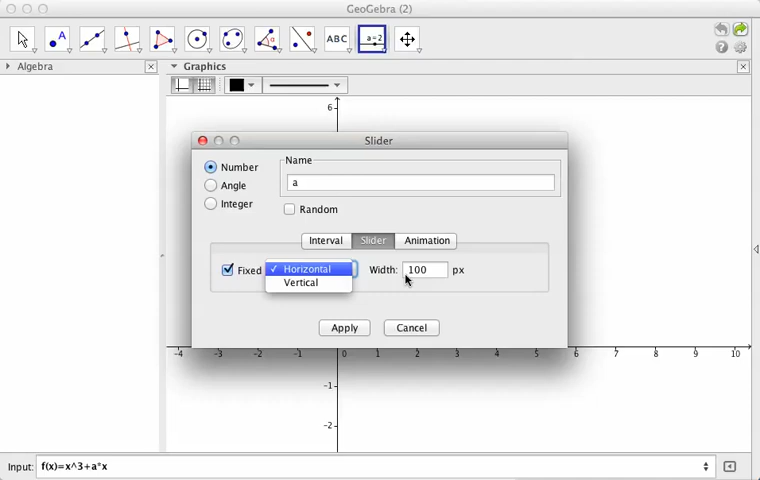 GeoGebra (2)
A
ABC
a=2
Algebra
Graphics
6
Slider
Number
Angle
Integer
Name
a
Random
Interval
Slider
Animation
Fixed
Horizontal
Vertical
Width:
100
px
Apply
Cancel
-4 -3 -2 -1 0 1 2 3 4 5 6 7 8 9 10
-1
-2
Input: f(x)=x^3+a*x